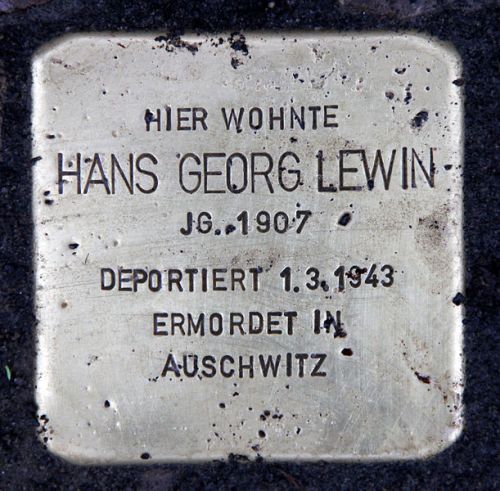 HIER WOHNTE
HANS GEORG LEWIN
JG. 1907
DEPORTIERT 1.3.1943
ERMORDET IN
AUSCHWITZ